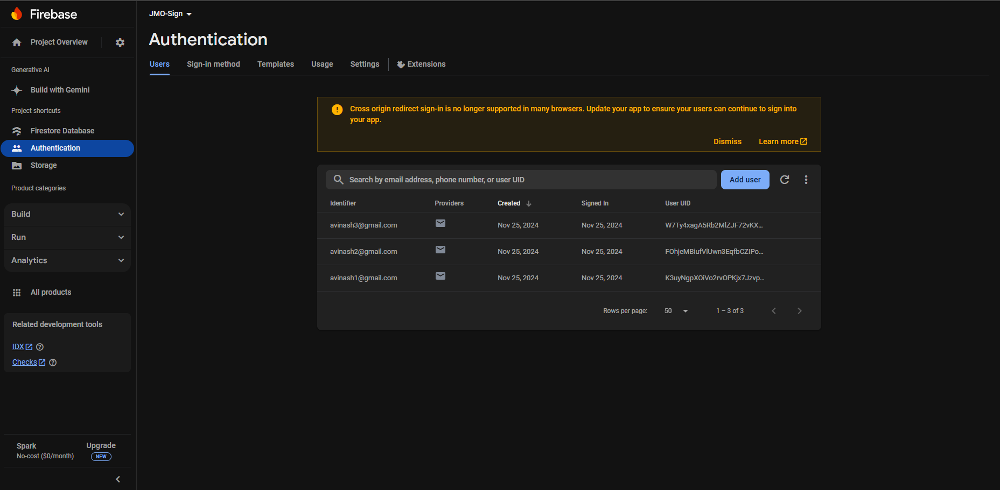 Firebase
Project Overview
Generative AI
Build with Gemini
Project shortcuts
Firestore Database
Authentication
Storage
Product categories
Build
Run
Analytics
All products
Related development tools
IDX
Checks
Spark
No-cost ($0/month)
Upgrade
NEW
JMO-Sign
Authentication
Users Sign-in method Templates Usage Settings Extensions
Cross origin redirect sign-in is no longer supported in many browsers. Update your app to ensure your users can continue to sign into
your app.
Dismiss Learn more
Search by email address, phone number, or user UID Add user
Identifier Providers Created Signed In User UID
avinash3@gmail.com Nov 25, 2024 Nov 25, 2024 W7Ty4xagA5Rb2MlZJF72vKX...
avinash2@gmail.com Nov 25, 2024 Nov 25, 2024 FOhjeMBiufVlUwn3EqfbCZIPo...
avinash1@gmail.com Nov 25, 2024 Nov 25, 2024 K3uyNgpXOiVo2rvOPKjx7Jzvp...
Rows per page: 50 1 – 3 of 3